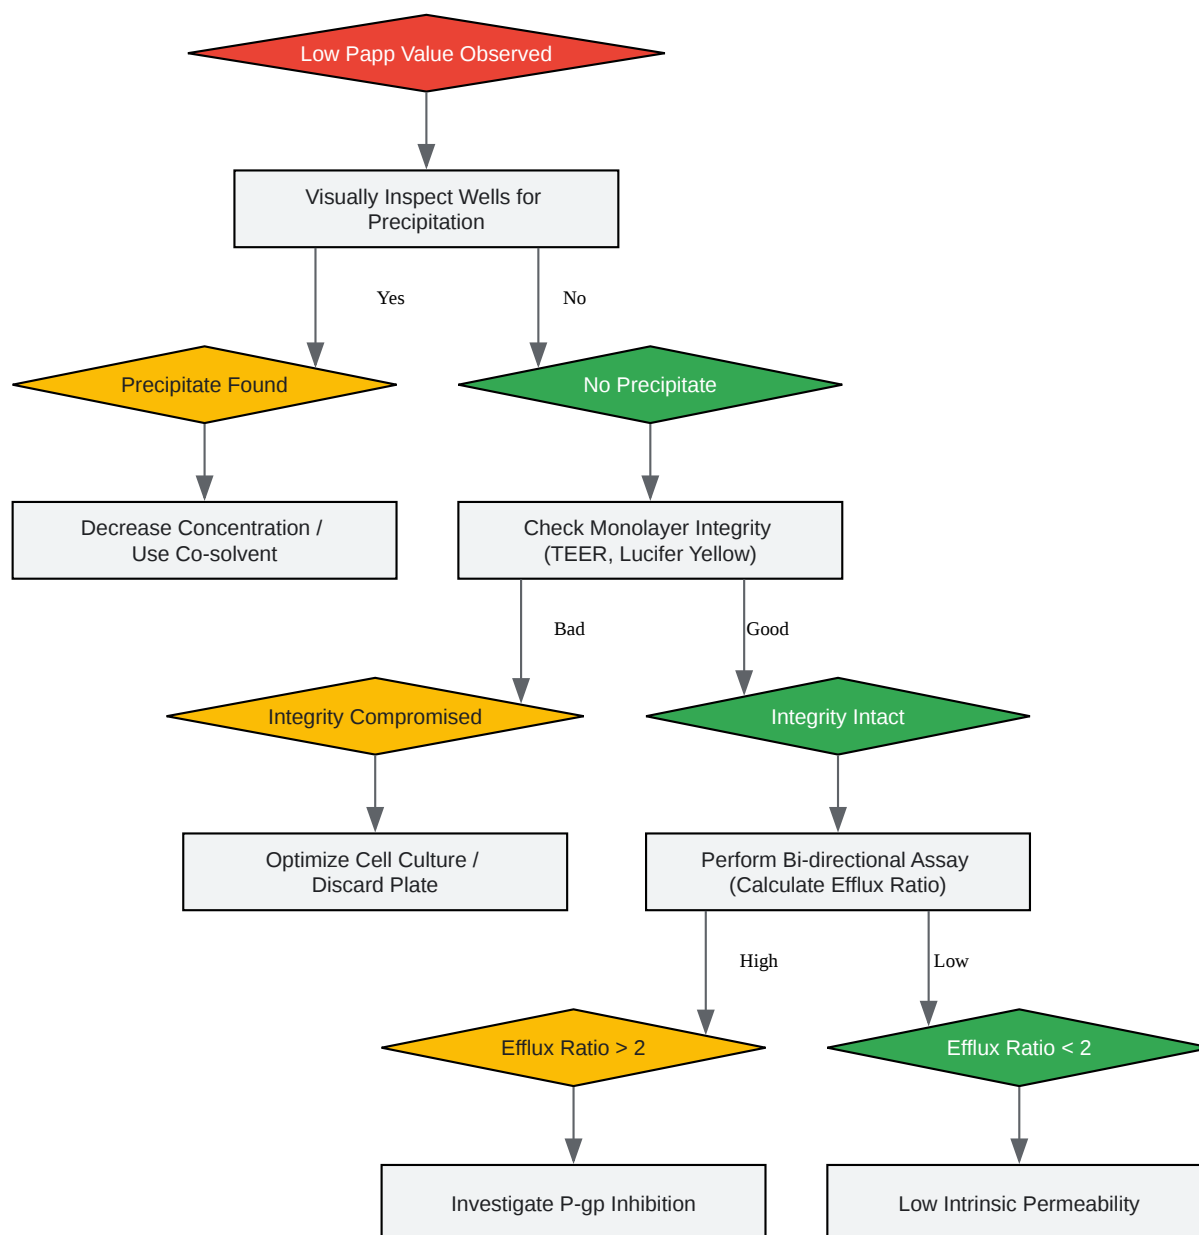 Low Papp Value Observed
Visually Inspect Wells for
Precipitation
Yes
No
Precipitate Found
No Precipitate
Decrease Concentration /
Use Co-solvent
Check Monolayer Integrity
(TEER, Lucifer Yellow)
Bad
Good
Integrity Compromised
Integrity Intact
Optimize Cell Culture /
Discard Plate
Perform Bi-directional Assay
(Calculate Efflux Ratio)
High
Low
Efflux Ratio > 2
Efflux Ratio < 2
Investigate P-gp Inhibition
Low Intrinsic Permeability